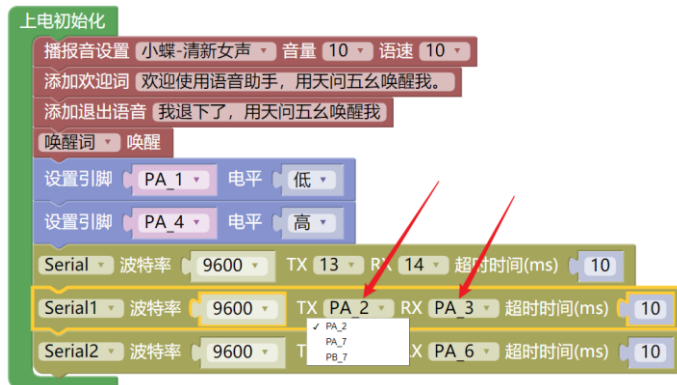 上电初始化
播报音设置 小蝶-清新女声 音量 10 语速 10
添加欢迎词 欢迎使用语音助手，用天问五幺唤醒我。
添加退出语音 我退下了，用天问五幺唤醒我
唤醒词 唤醒
设置引脚 PA_1 电平 低
设置引脚 PA_4 电平 高
Serial 波特率 9600 TX 13 RX 14 超时时间(ms) 10
Serial1 波特率 9600 TX PA_2 RX PA_3 超时时间(ms) 10
✓ PA_2
PA_7
PB_7
Serial2 波特率 9600 PA_6 超时时间(ms) 10